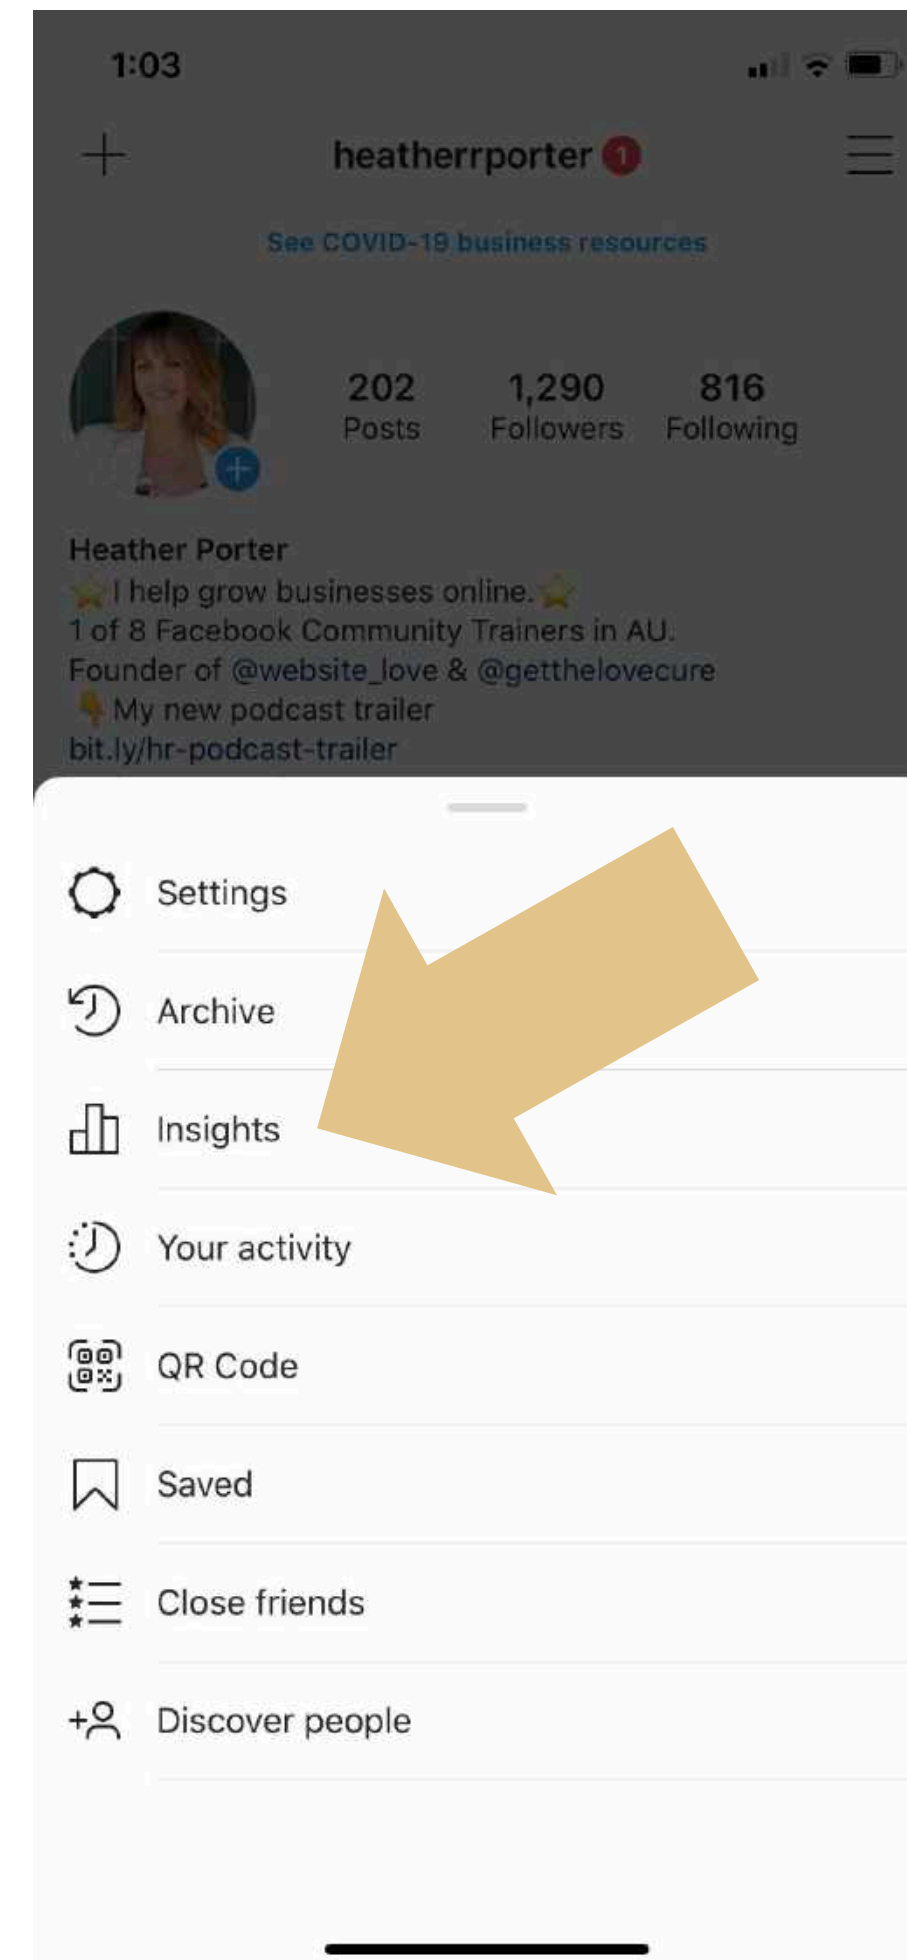 1:03
heatherrporter 1
See COVID-19 business resources
202 1,290 816
Posts Followers Following
Heather Porter
I help grow businesses online.
1 of 8 Facebook Community Trainers in AU.
Founder of @website_love & @getthelovecure
My new podcast trailer
bit.ly/hr-podcast-trailer
Settings
Archive
Insights
Your activity
QR Code
Saved
Close friends
Discover people